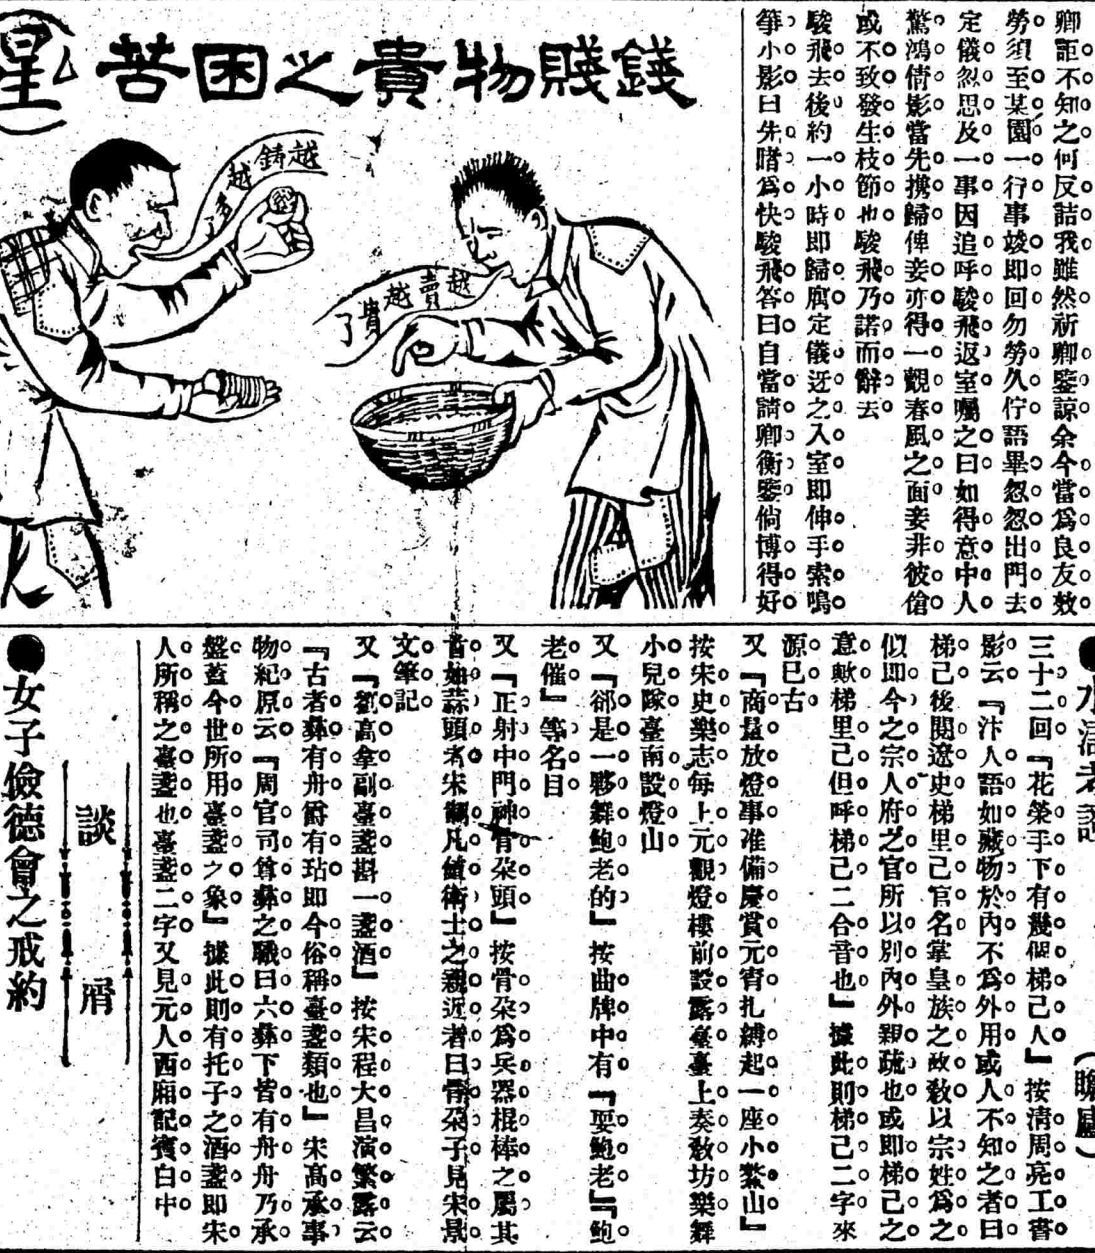 卿詎不知之何反詰我雖然祈卿鑒諒余今當爲良友效
勞須至某園一行事竣即回勿勞久佇語畢忽忽出門去
定儀忽思及一事因追呼駿飛返室囑之曰如得意中人
驚鴻倩影當先攜歸俾妾亦得一觀春風之面妾非彼傖
或不致發生枝節也駿飛乃諾而辭去
駿飛去後約一小時即歸旗定儀迓之入室即伸手索鳴
箏小影曰先睹爲快駿飛答曰自當請卿衡鑒倘博得好
錢賤物貴之困苦
星
越鑄越
越賣越貴了
水滸考證
(瞻廬)
三十二回『花榮手下有幾個梯己人』按清周亮工書
影云『汴人語如藏物於內不爲外用或人不知之者曰
梯己後閱遼史梯里己官名掌皇族之政敎以宗姓爲之
似即今之宗人府之官所以別內外親疏也或即梯己之
意歟梯里己但呼梯己二合音也』據此則梯己二字來
源已古
又『商量放燈事准備慶賞元宵扎縛起一座小鰲山』
按宋史樂志每上元觀燈樓前設露臺臺上奏敎坊樂舞
小兒隊臺南設燈山
又『郤是一夥舞鮑老的』按曲牌中有『耍鮑老』『鮑
老催』等名目
又『正射中門神骨朵頭』按骨朵爲兵器棍棒之屬其
首如蒜頭者宋制凡儀衛士之親近者曰骨朵子見宋景
文筆記
又『劉高拿副臺盞斟一盞酒』按宋程大昌演繁露云
『古者彝有舟爵有坫即今俗稱臺盞類也』宋高承事
物紀原云『周官司尊彝之職曰六彝下皆有舟舟乃承
盤蓋今世所用臺盞之象』據此則有托子之酒盞即宋
人所稱之臺盞也臺盞二字又見元人西廂記賓白中
談屑
●女子儉德會之戒約